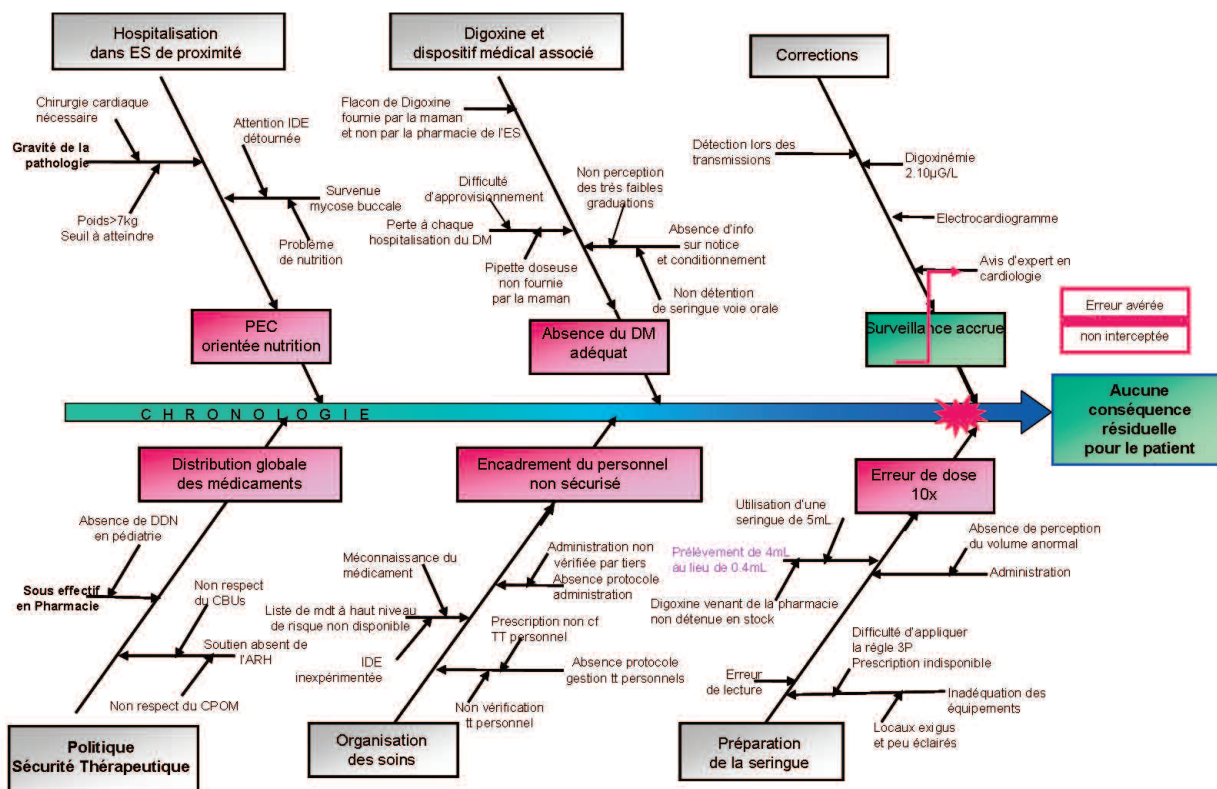 Hospitalisation
dans ES de proximité
Digoxine et
dispositif médical associé
Corrections
Chirurgie cardiaque
nécessaire
Gravité de la
pathologie
Poids>7kg
Seuil à atteindre
Attention IDE
détournée
Survenue
mycose buccale
Problème
de nutrition
Flacon de Digoxine
fournie par la maman
et non par la pharmacie de l'ES
Difficulté
d'approvisionnement
Perte à chaque
hospitalisation du DM
Pipette doseuse
non fournie
par la maman
Non perception
des très faibles
graduations
Absence d'info
sur notice
et conditionnement
Non détention
de seringue voie orale
Détection lors des
transmissions
Digoxinémie
2.10µG/L
Electrocardiogramme
Avis d'expert en
cardiologie
Erreur avérée
non interceptée
PEC
orientée nutrition
Absence du DM
adéquat
Surveillance accrue
CHRONOLOGIE
Aucune
conséquence
résiduelle
pour le patient
Distribution globale
des médicaments
Encadrement du personnel
non sécurisé
Erreur de dose
10x
Absence de DDN
en pédiatrie
Sous effectif
en Pharmacie
Non respect
du CBUs
Soutien absent de
l'ARH
Non respect du CPOM
Méconnaissance du
médicament
Liste de mdt à haut niveau
de risque non disponible
IDE
inexpérimentée
Administration non
vérifiée par tiers
Absence protocole
administration
Prescription non cf
TT personnel
Absence protocole
gestion tt personnels
Non vérification
tt personnel
Utilisation d'une
seringue de 5mL
Prélèvement de 4mL
au lieu de 0.4mL
Digoxine venant de la pharmacie
non détenue en stock
Absence de perception
du volume anormal
Administration
Difficulté d'appliquer
la règle 3P
Prescription indisponible
Erreur
de lecture
Inadéquation des
équipements
Locaux exigus
et peu éclairés
Politique
Sécurité Thérapeutique
Organisation
des soins
Préparation
de la seringue